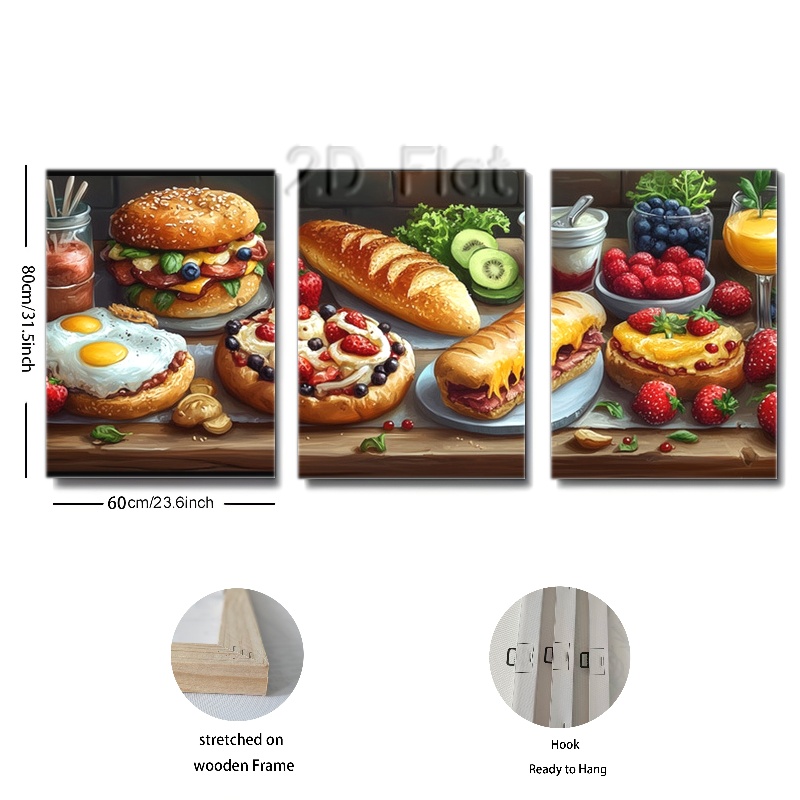 2D Flat
80cm/31.5inch
60cm/23.6inch
stretched on
wooden Frame
Hook
Ready to Hang